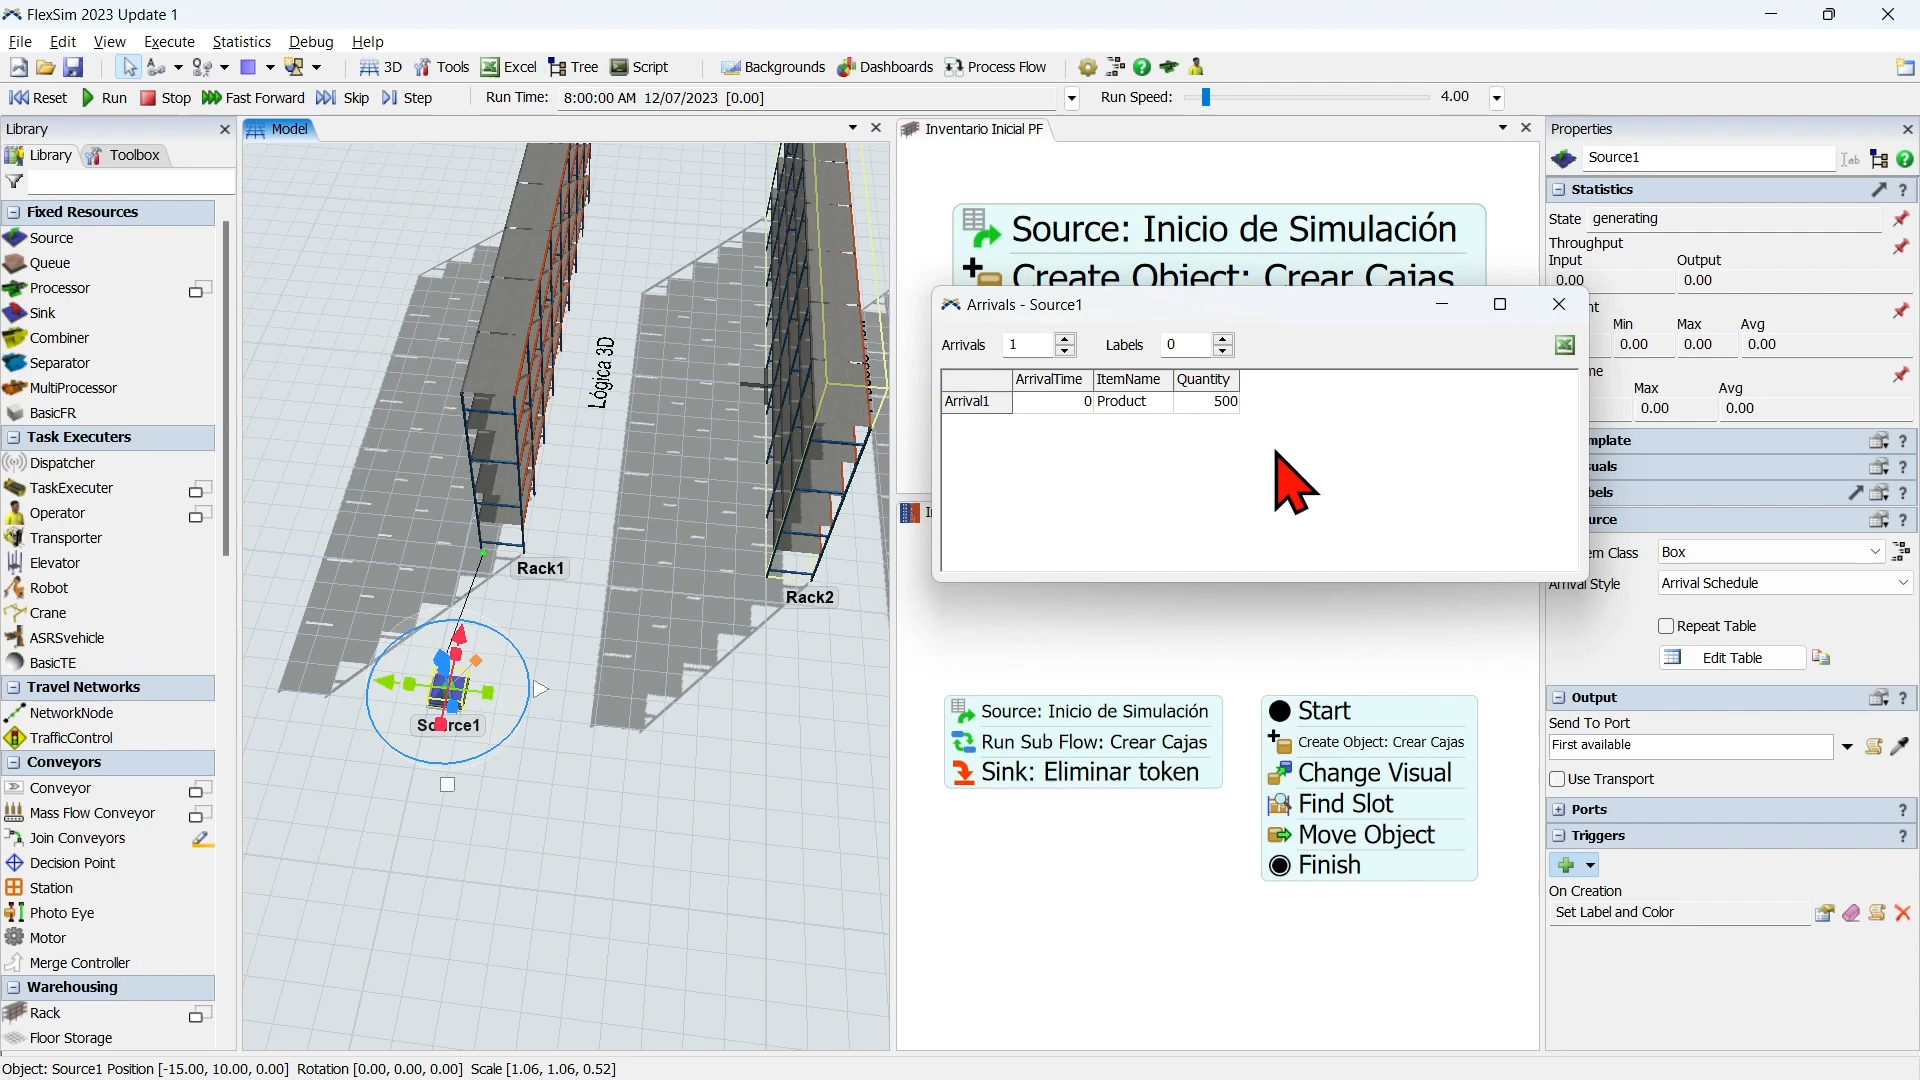 FlexSim 2023 Update 1
File Edit View Execute Statistics Debug Help
3D Tools Excel Tree Script Backgrounds Dashboards Process Flow
Reset Run Stop Fast Forward Skip Step Run Time: 8:00:00 AM 12/07/2023 [0.00] Run Speed: 4.00
Library
Library Toolbox
Fixed Resources
Source
Queue
Processor
Sink
Combiner
Separator
MultiProcessor
BasicFR
Task Executers
Dispatcher
TaskExecuter
Operator
Transporter
Elevator
Robot
Crane
ASRSvehicle
BasicTE
Travel Networks
NetworkNode
TrafficControl
Conveyors
Conveyor
Mass Flow Conveyor
Join Conveyors
Decision Point
Station
Photo Eye
Motor
Merge Controller
Warehousing
Rack
Floor Storage
Model
Lógica 3D
Rack1
Rack2
Source1
Inventario Inicial PF
Source: Inicio de Simulación
Create Object: Crear Cajas
Arrivals - Source1
Arrivals 1 Labels 0
ArrivalTime ItemName Quantity
Arrival1 0 Product 500
Source: Inicio de Simulación
Run Sub Flow: Crear Cajas
Sink: Eliminar token
Start
Create Object: Crear Cajas
Change Visual
Find Slot
Move Object
Finish
Properties
Source1
Statistics
State generating
Throughput
Input Output
0.00 0.00
Min Max Avg
0.00 0.00 0.00
Max Avg
0.00 0.00
Box
Arrival Style Arrival Schedule
Repeat Table
Edit Table
Output
Send To Port
First available
Use Transport
Ports
Triggers
On Creation
Set Label and Color
Object: Source1 Position [-15.00, 10.00, 0.00] Rotation [0.00, 0.00, 0.00] Scale [1.06, 1.06, 0.52]